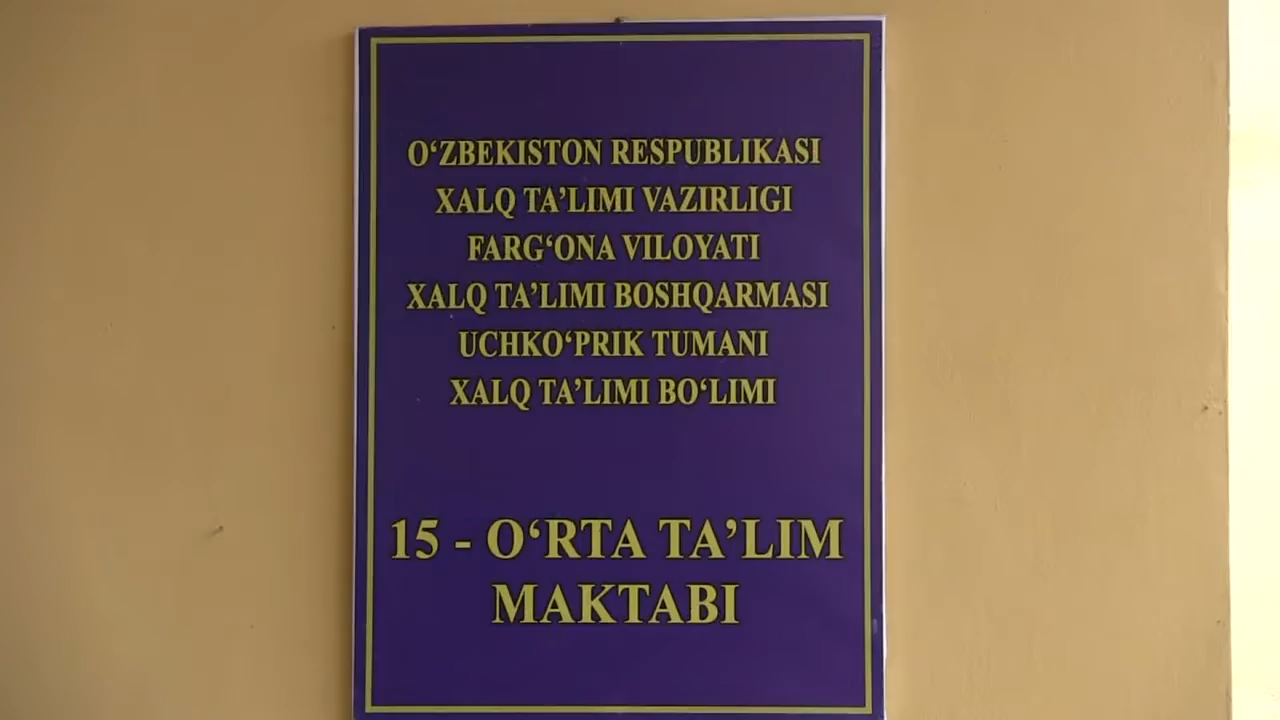 O‘ZBEKISTON RESPUBLIKASI
XALQ TA’LIMI VAZIRLIGI
FARG‘ONA VILOYATI
XALQ TA’LIMI BOSHQARMASI
UCHKO‘PRIK TUMANI
XALQ TA’LIMI BO‘LIMI
15 - O‘RTA TA’LIM
MAKTABI